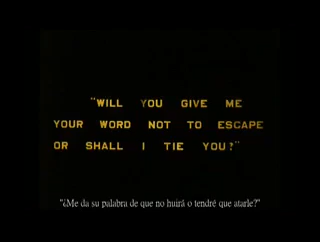 "WILL YOU GIVE ME
YOUR WORD NOT TO ESCAPE
OR SHALL I TIE YOU?"
"¿Me da su palabra de que no huirá o tendré que atarle?"